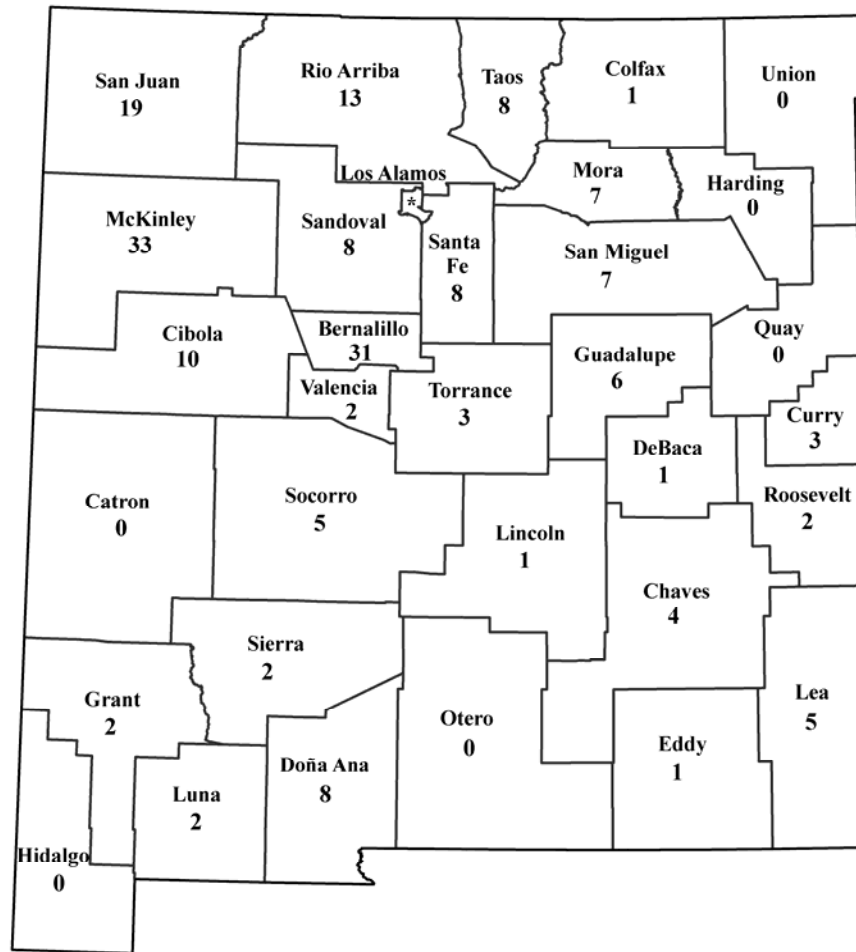 San Juan
19
Rio Arriba
13
Taos
8
Colfax
1
Union
0
Los Alamos
*
Mora
7
Harding
0
McKinley
33
Sandoval
8
Santa
Fe
8
San Miguel
7
Cibola
10
Bernalillo
31
Valencia
2
Torrance
3
Guadalupe
6
Quay
0
Curry
3
DeBaca
1
Roosevelt
2
Catron
0
Socorro
5
Lincoln
1
Chaves
4
Sierra
2
Grant
2
Otero
0
Lea
5
Eddy
1
Doña Ana
8
Luna
2
Hidalgo
0